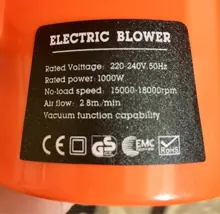 ELECTRIC BLOWER
Rated Voltage: 220-240V.50Hz
Rated power: 1000W
No-load speed: 15000-18000rpm
Air flow: 2.8m/min
Vacuum function capability
CE GS EMC RoHS